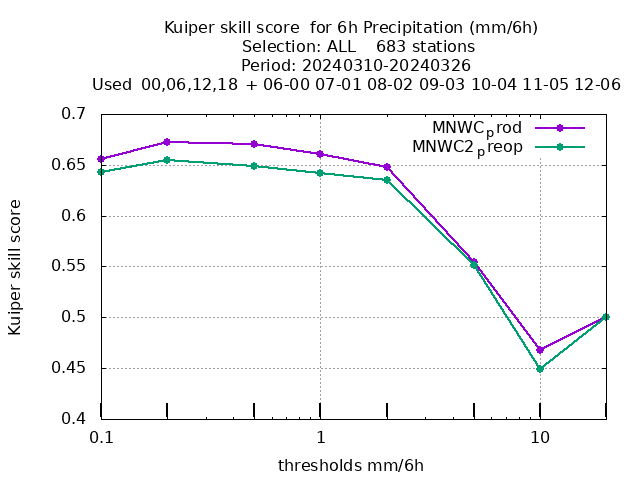 Kuiper skill score  for 6h Precipitation (mm/6h)
Selection: ALL    683 stations
Period: 20240310-20240326
Used  00,06,12,18  + 06-00 07-01 08-02 09-03 10-04 11-05 12-06
0.7
0.65
0.6
0.55
0.5
0.45
0.4
0.1
1
10
MNWCprod
MNWC2preop
Kuiper skill score
thresholds mm/6h